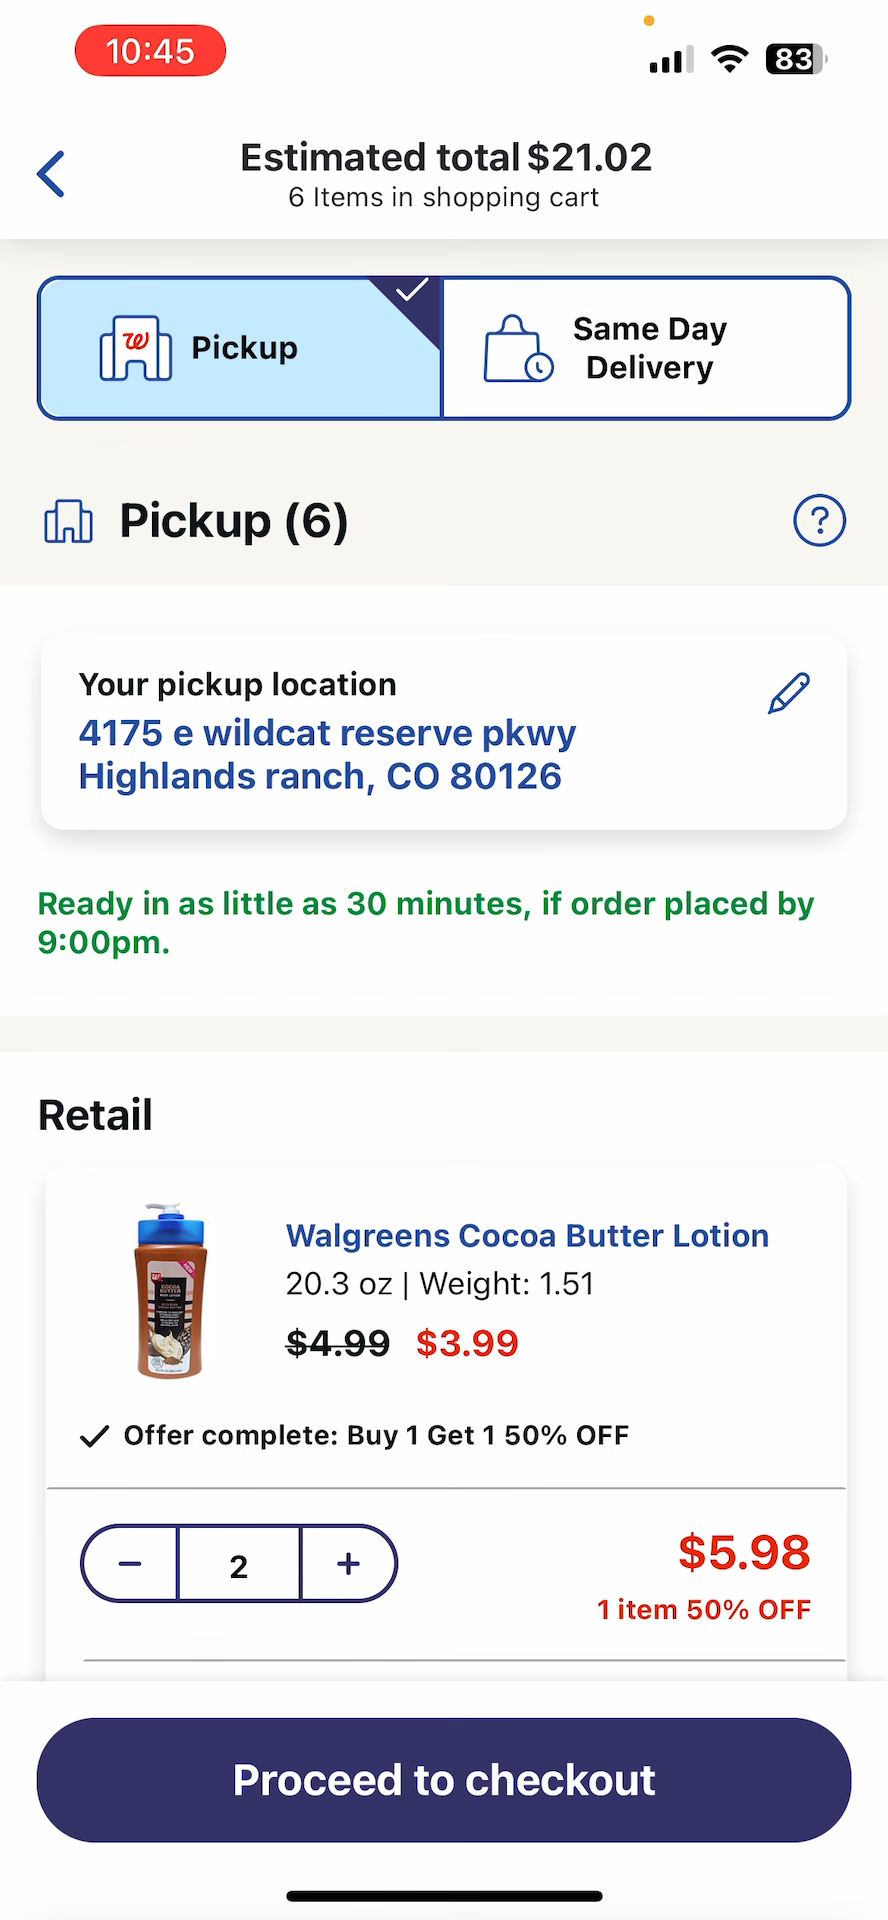 10:45
83
Estimated total $21.02
6 Items in shopping cart
Pickup
Same Day
Delivery
Pickup (6)
?
Your pickup location
4175 e wildcat reserve pkwy
Highlands ranch, CO 80126
Ready in as little as 30 minutes, if order placed by
9:00pm.
Retail
Walgreens Cocoa Butter Lotion
20.3 oz | Weight: 1.51
$4.99 $3.99
COCOA
BUTTER
Offer complete: Buy 1 Get 1 50% OFF
− 2 +
$5.98
1 item 50% OFF
Proceed to checkout